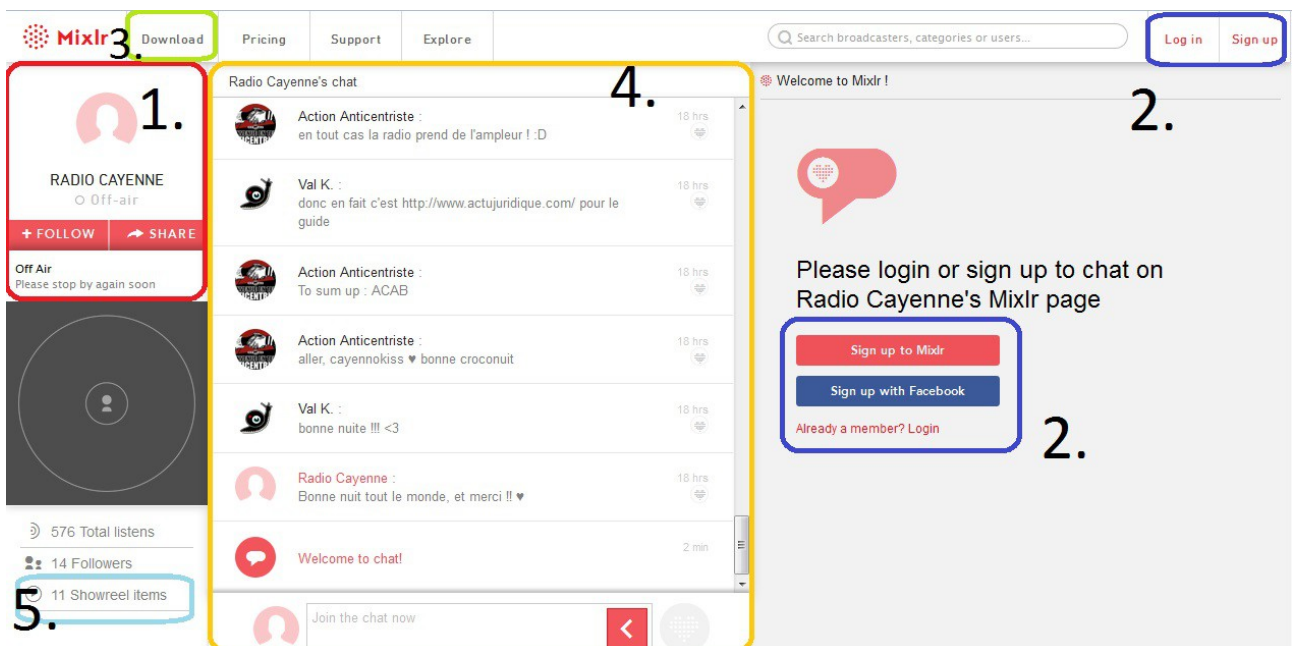 Mixlr
3.
Download
Pricing
Support
Explore
Search broadcasters, categories or users...
Log in
Sign up
2.
1.
RADIO CAYENNE
Off-air
+ FOLLOW
SHARE
Off Air
Please stop by again soon
576 Total listens
14 Followers
11 Showreel items
5.
Radio Cayenne's chat
4.
Action Anticentriste :
18 hrs
en tout cas la radio prend de l'ampleur ! :D
Val K. :
18 hrs
donc en fait c'est http://www.actujuridique.com/ pour le
guide
Action Anticentriste :
18 hrs
To sum up : ACAB
Action Anticentriste :
18 hrs
aller, cayennokiss ♥ bonne croconuit
Val K. :
18 hrs
bonne nuite !!! <3
Radio Cayenne :
18 hrs
Bonne nuit tout le monde, et merci !! ♥
Welcome to chat!
2 min
Join the chat now
Welcome to Mixlr !
Please login or sign up to chat on
Radio Cayenne's Mixlr page
Sign up to Mixlr
Sign up with Facebook
Already a member? Login
2.